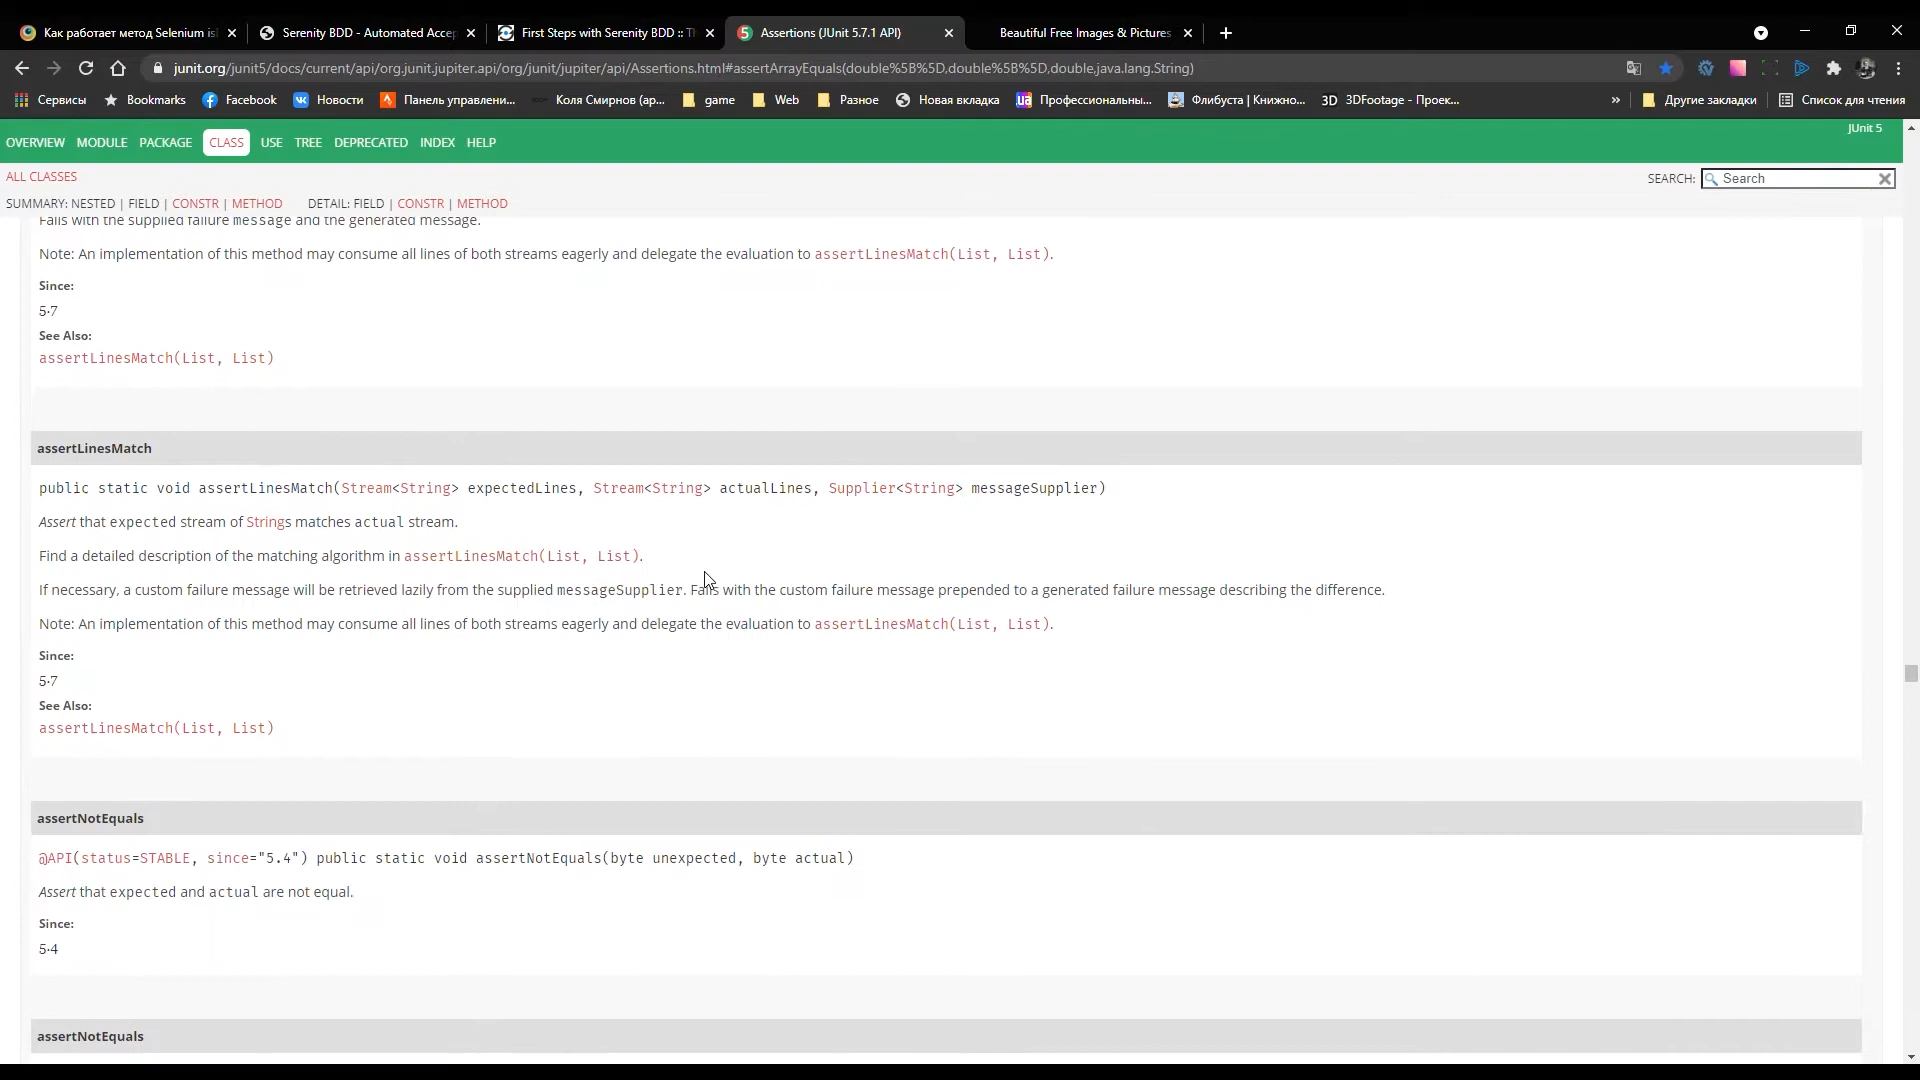 Как работает метод Selenium is
Serenity BDD - Automated Accep
First Steps with Serenity BDD :: Th
Assertions (JUnit 5.7.1 API)
Beautiful Free Images & Pictures
junit.org/junit5/docs/current/api/org.junit.jupiter.api/org/junit/jupiter/api/Assertions.html#assertArrayEquals(double%5B%5D,double%5B%5D,double,java.lang.String)
Сервисы Bookmarks Facebook Новости Панель управлени... Коля Смирнов (ар... game Web Разное Новая вкладка Профессиональны... Флибуста | Книжно... 3D 3DFootage - Проек... » Другие закладки Список для чтения
JUnit 5
OVERVIEW MODULE PACKAGE CLASS USE TREE DEPRECATED INDEX HELP
ALL CLASSES
SEARCH: Search
SUMMARY: NESTED | FIELD | CONSTR | METHOD DETAIL: FIELD | CONSTR | METHOD
Fails with the supplied failure message and the generated message.
Note: An implementation of this method may consume all lines of both streams eagerly and delegate the evaluation to assertLinesMatch(List, List).
Since:
5.7
See Also:
assertLinesMatch(List, List)
assertLinesMatch
public static void assertLinesMatch(Stream<String> expectedLines, Stream<String> actualLines, Supplier<String> messageSupplier)
Assert that expected stream of Strings matches actual stream.
Find a detailed description of the matching algorithm in assertLinesMatch(List, List).
If necessary, a custom failure message will be retrieved lazily from the supplied messageSupplier. Fails with the custom failure message prepended to a generated failure message describing the difference.
Note: An implementation of this method may consume all lines of both streams eagerly and delegate the evaluation to assertLinesMatch(List, List).
Since:
5.7
See Also:
assertLinesMatch(List, List)
assertNotEquals
@API(status=STABLE, since="5.4") public static void assertNotEquals(byte unexpected, byte actual)
Assert that expected and actual are not equal.
Since:
5.4
assertNotEquals